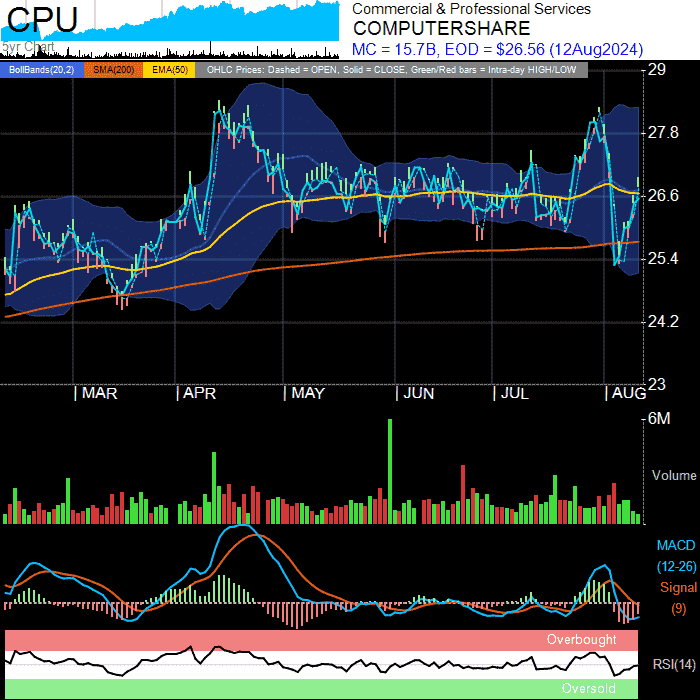 CPU
5yr Chart
Commercial & Professional Services
COMPUTERSHARE
MC = 15.7B, EOD = $26.56 (12Aug2024)
BollBands(20,2) SMA(200) EMA(50) OHLC Prices: Dashed = OPEN, Solid = CLOSE, Green/Red bars = Intra-day HIGH/LOW
29
27.8
26.6
25.4
24.2
23
MAR APR MAY JUN JUL AUG
6M
Volume
MACD
(12-26)
Signal
(9)
Overbought
RSI(14)
Oversold